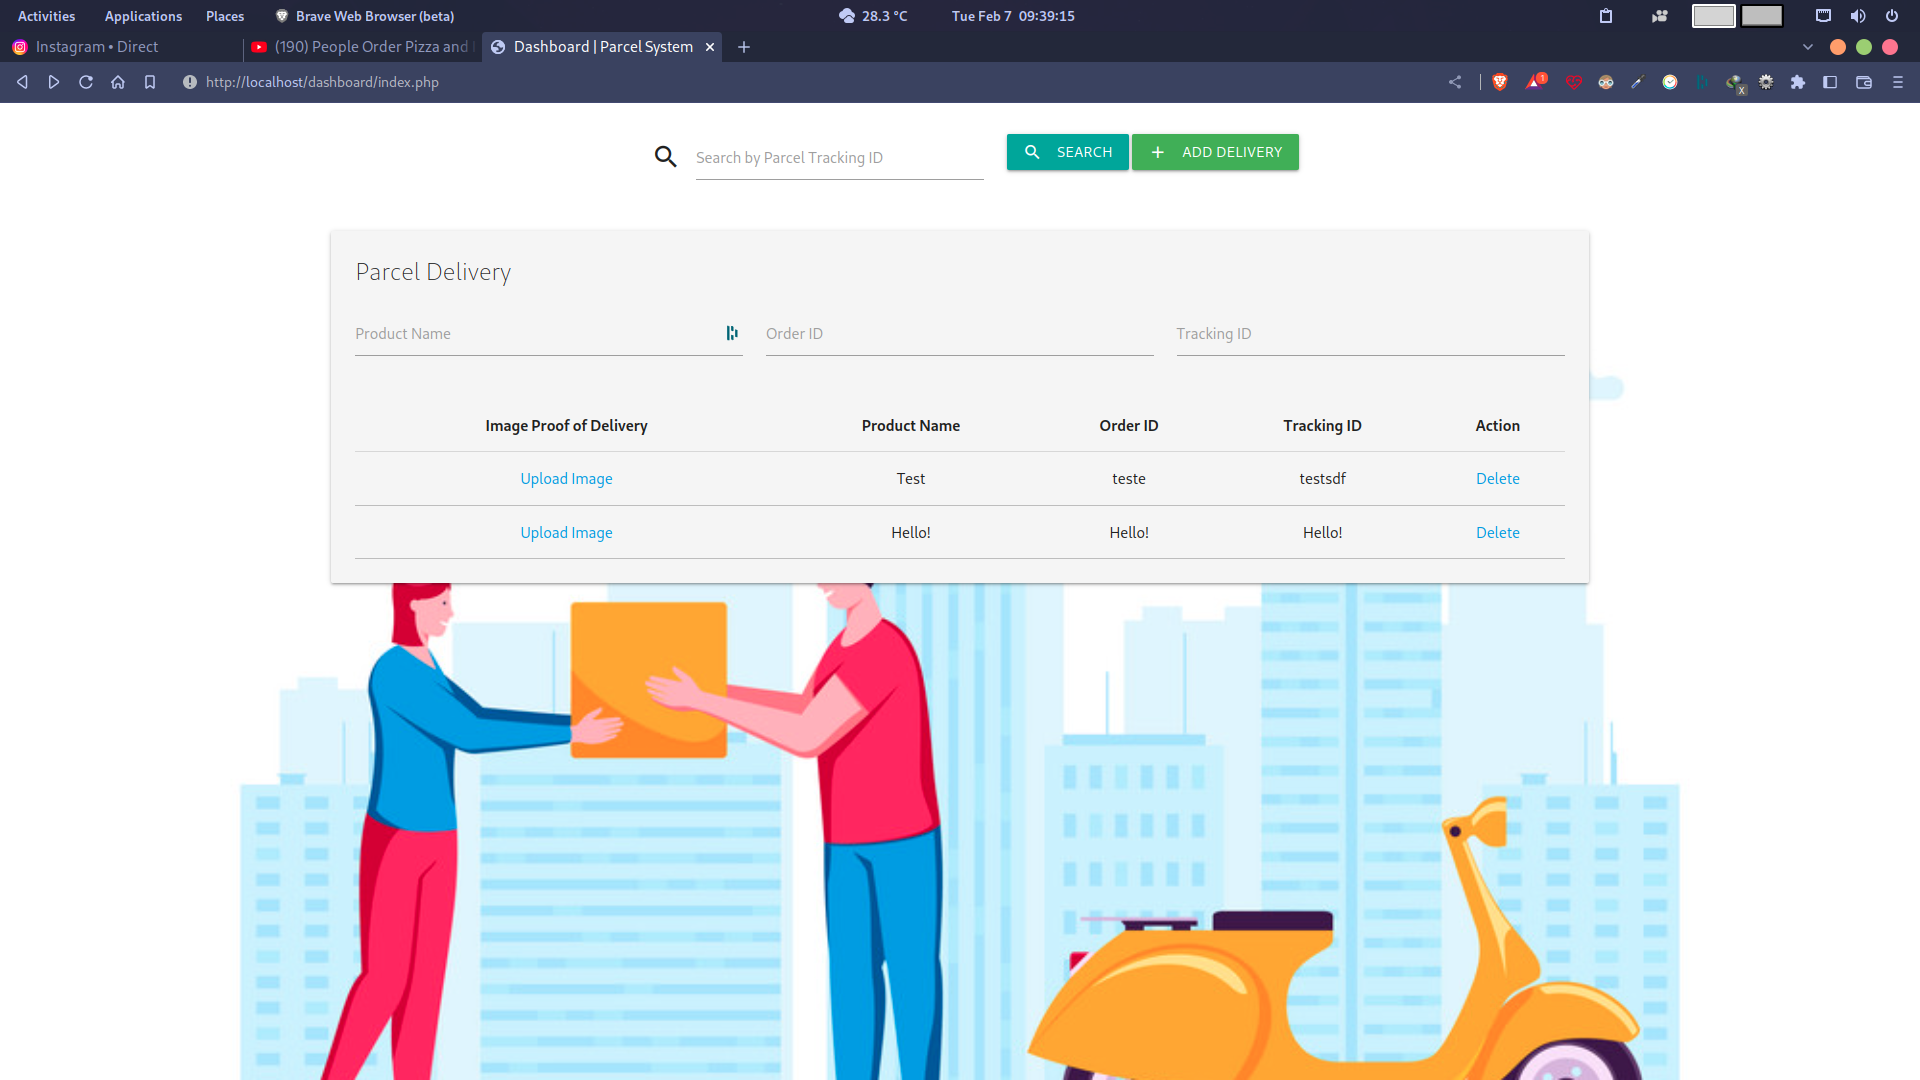 Activities Applications Places Brave Web Browser (beta) 28.3 °C Tue Feb 7 09:39:15
Instagram • Direct (190) People Order Pizza and Dashboard | Parcel System
http://localhost/dashboard/index.php 1 X
Search by Parcel Tracking ID SEARCH ADD DELIVERY
Parcel Delivery
Product Name Order ID Tracking ID
Image Proof of Delivery Product Name Order ID Tracking ID Action
Upload Image Test teste testsdf Delete
Upload Image Hello! Hello! Hello! Delete